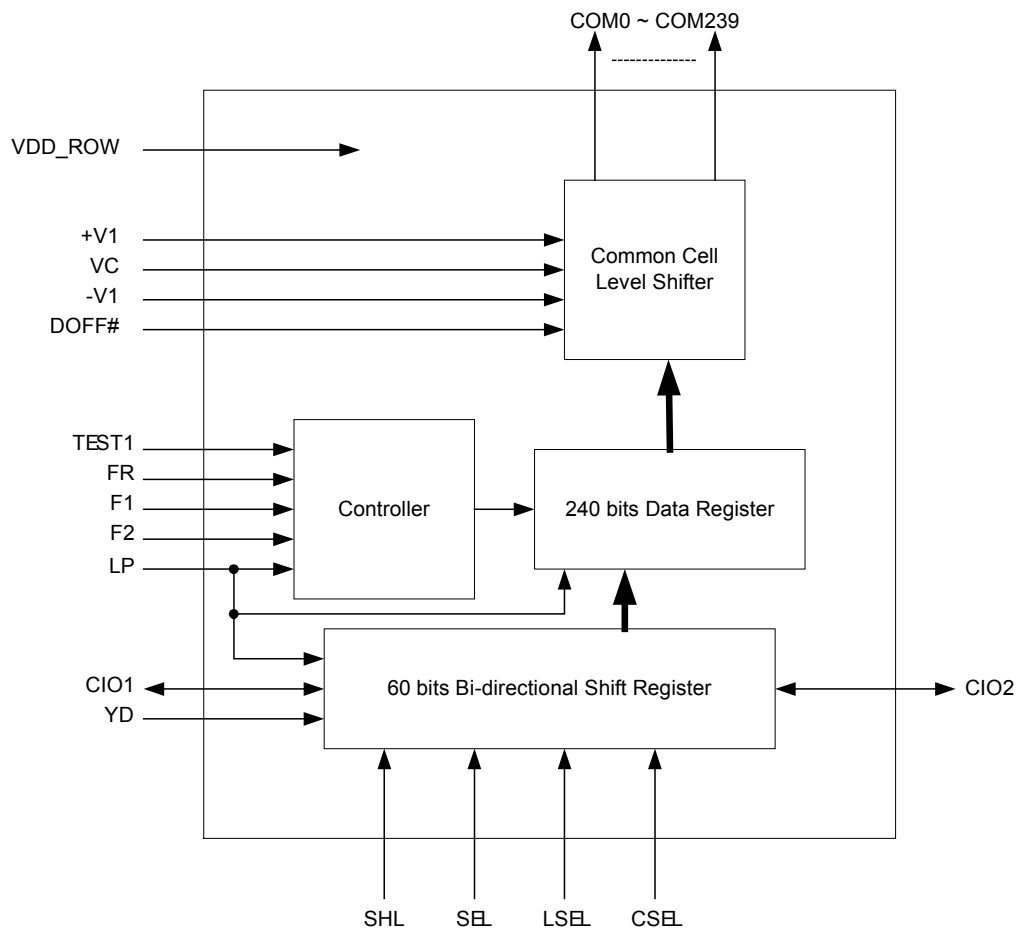 COM0 ~ COM239
VDD_ROW
+V1
VC
-V1
DOFF#
Common Cell
Level Shifter
TEST1
FR
F1
F2
LP
Controller
240 bits Data Register
CIO1
YD
60 bits Bi-directional Shift Register
CIO2
SHL
SEL
LSEL
CSEL